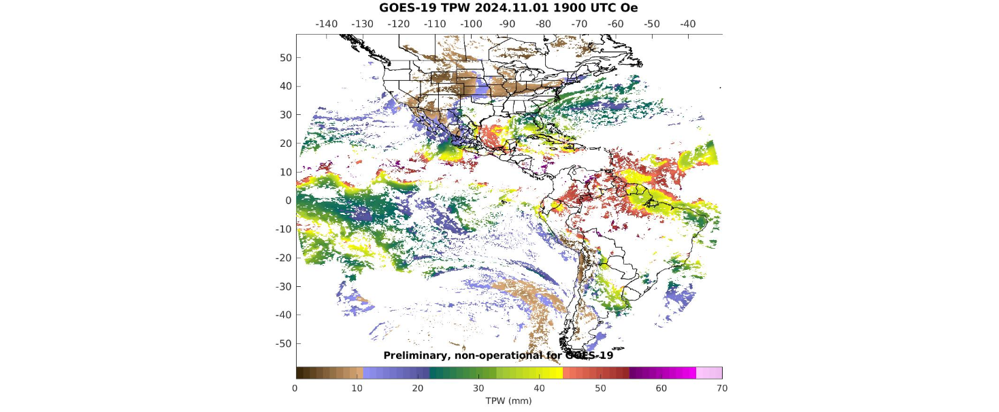 GOES-19 TPW 2024.11.01 1900 UTC Oe
-140 -130 -120 -110 -100 -90 -80 -70 -60 -50 -40
50
40
30
20
10
0
-10
-20
-30
-40
-50
Preliminary, non-operational for GOES-19
0 10 20 30 40 50 60 70
TPW (mm)